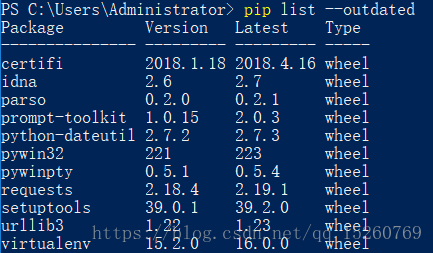 PS C:\Users\Administrator> pip list --outdated
Package Version Latest Type
--------------- --------- --------- -----
certifi 2018.1.18 2018.4.16 wheel
idna 2.6 2.7 wheel
parso 0.2.0 0.2.1 wheel
prompt-toolkit 1.0.15 2.0.3 wheel
python-dateutil 2.7.2 2.7.3 wheel
pywin32 221 223 wheel
pywinpty 0.5.1 0.5.4 wheel
requests 2.18.4 2.19.1 wheel
setuptools 39.0.1 39.2.0 wheel
urllib3 1.22 1.23 wheel
https://blog.csdn.net/qq_15260769
virtualenv 15.2.0 16.0.0 wheel